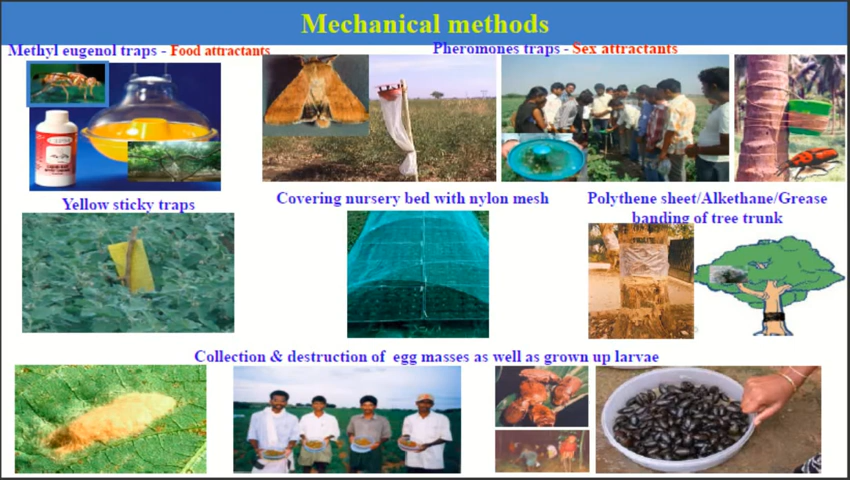 Mechanical methods
Methyl eugenol traps - Food attractants
Pheromones traps - Sex attractants
Yellow sticky traps
Covering nursery bed with nylon mesh
Polythene sheet/Alkethane/Grease
banding of tree trunk
Collection & destruction of egg masses as well as grown up larvae